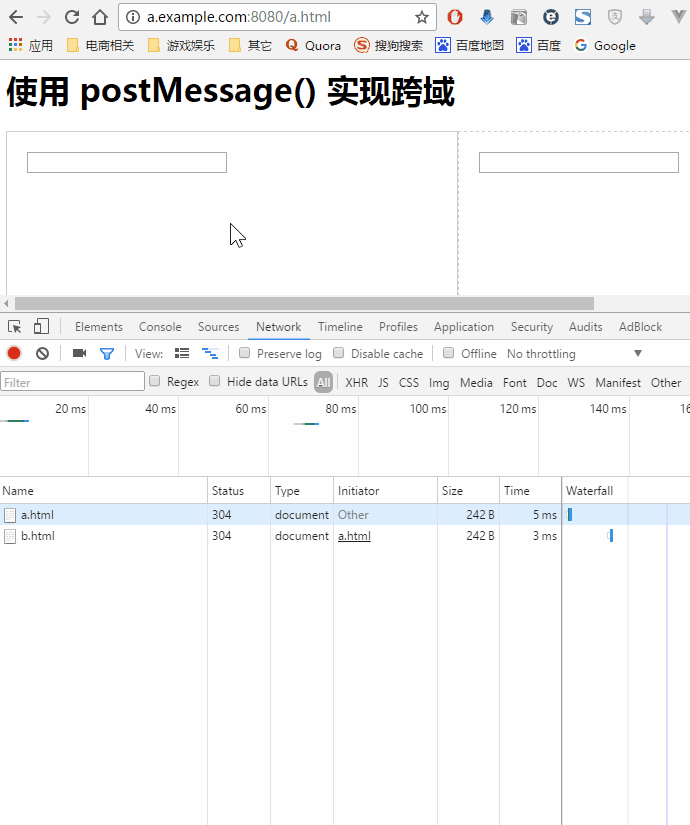 a.example.com:8080/a.html
应用 电商相关 游戏娱乐 其它 Quora 搜狗搜索 百度地图 百度 Google
使用 postMessage() 实现跨域
Elements Console Sources Network Timeline Profiles Application Security Audits AdBlock
View: Preserve log Disable cache Offline No throttling
Filter Regex Hide data URLs All XHR JS CSS Img Media Font Doc WS Manifest Other
20 ms 40 ms 60 ms 80 ms 100 ms 120 ms 140 ms 16
Name Status Type Initiator Size Time Waterfall
a.html 304 document Other 242 B 5 ms
b.html 304 document a.html 242 B 3 ms